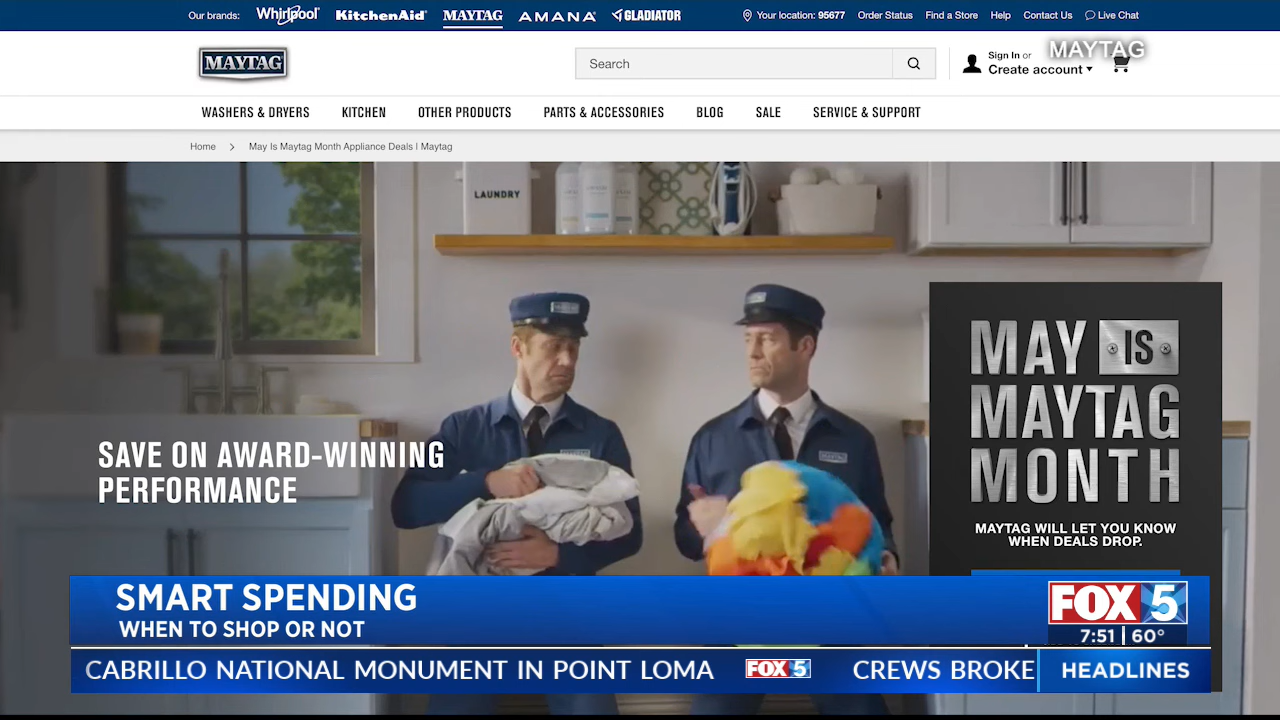 Our brands:
Whirlpool
KitchenAid
MAYTAG
AMANA
GLADIATOR
Your location: 95677
Order Status
Find a Store
Help
Contact Us
Live Chat
MAYTAG
Search
Sign In or
Create account
MAYTAG
WASHERS & DRYERS
KITCHEN
OTHER PRODUCTS
PARTS & ACCESSORIES
BLOG
SALE
SERVICE & SUPPORT
Home
May Is Maytag Month Appliance Deals | Maytag
LAUNDRY
SAVE ON AWARD-WINNING
PERFORMANCE
MAY IS
MAYTAG
MONTH
MAYTAG WILL LET YOU KNOW
WHEN DEALS DROP.
SMART SPENDING
WHEN TO SHOP OR NOT
FOX 5
7:51 | 60°
CABRILLO NATIONAL MONUMENT IN POINT LOMA FOX 5 CREWS BROKE
HEADLINES